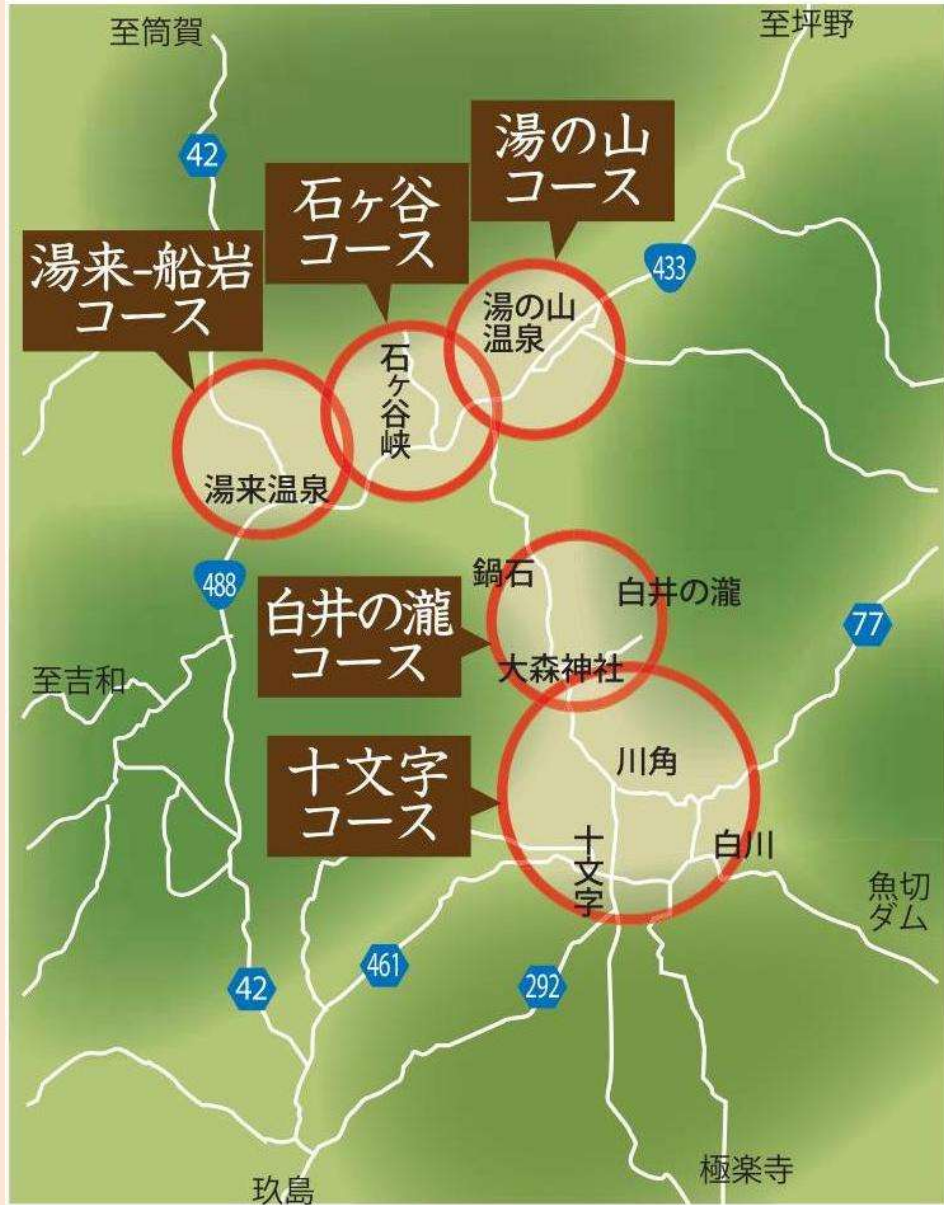 至筒賀
至坪野
42
湯の山
コース
石ヶ谷
コース
湯来-船岩
コース
433
湯の山
温泉
石ヶ谷峡
湯来温泉
488
鍋石
白井の瀧
白井の瀧
コース
77
大森神社
至吉和
川角
十文字
コース
十文字
白川
魚切
ダム
461
42
292
極楽寺
玖島